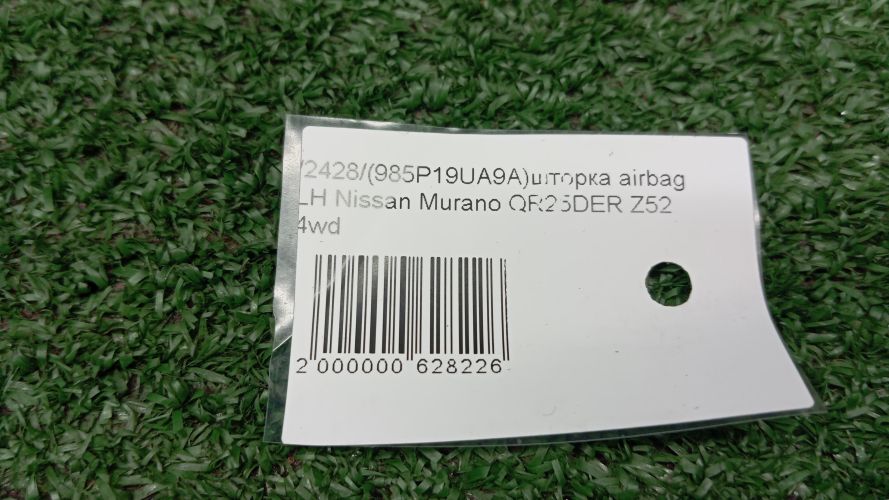 /2428/(985P19UA9A)шторка airbag
LH Nissan Murano QR25DER Z52
4wd
2 000000 628226